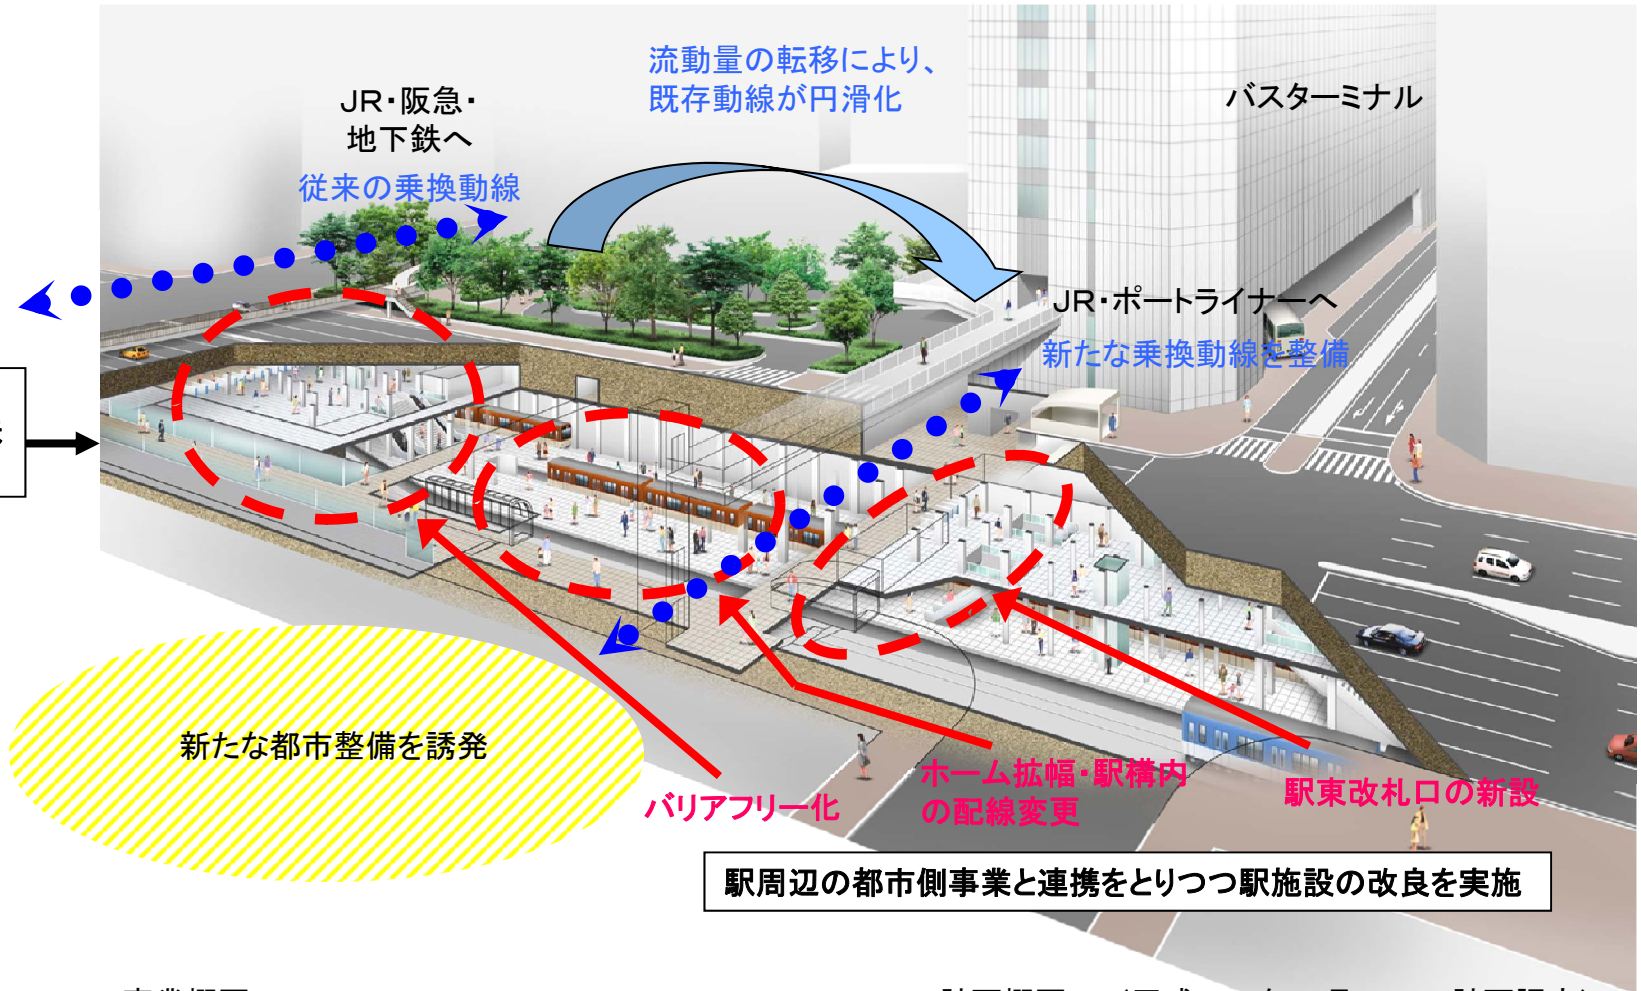 流動量の転移により、
既存動線が円滑化
バスターミナル
JR・阪急・
地下鉄へ
従来の乗換動線
JR・ポートライナーへ
新たな乗換動線を整備
新たな都市整備を誘発
バリアフリー化
ホーム拡幅・駅構内
の配線変更
駅東改札口の新設
駅周辺の都市側事業と連携をとりつつ駅施設の改良を実施